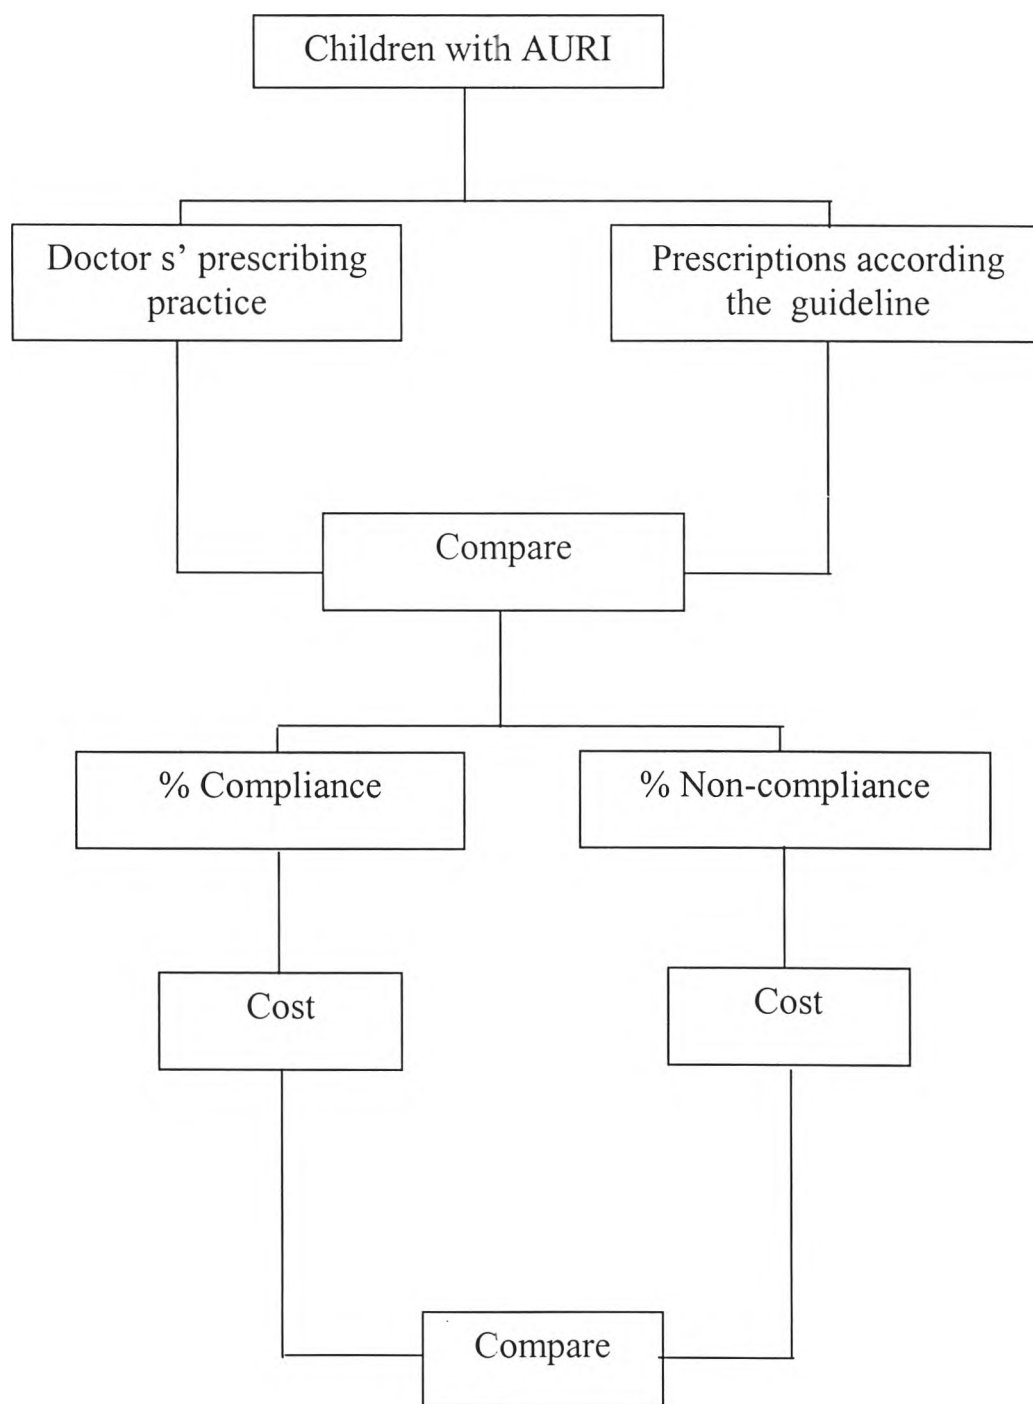 Children with AURI
Doctor s’ prescribing
practice
Prescriptions according
the guideline
Compare
% Compliance
% Non-compliance
Cost
Cost
Compare